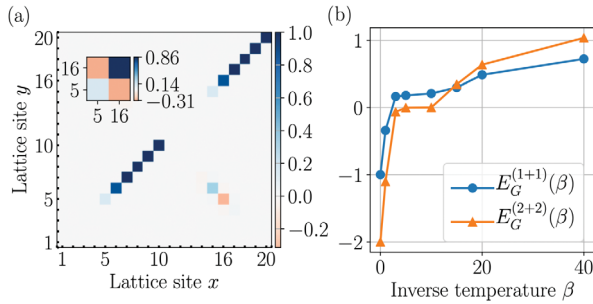 (a)
20
16
10
5
1
Lattice site y
1 5 10 16 20
Lattice site x
16
5
5 16
0.86
0.14
−0.31
1.0
0.8
0.6
0.4
0.2
0.0
−0.2
(b)
1
0
−1
−2
0 20 40
Inverse temperature β
E_G^{(1+1)}(β)
E_G^{(2+2)}(β)